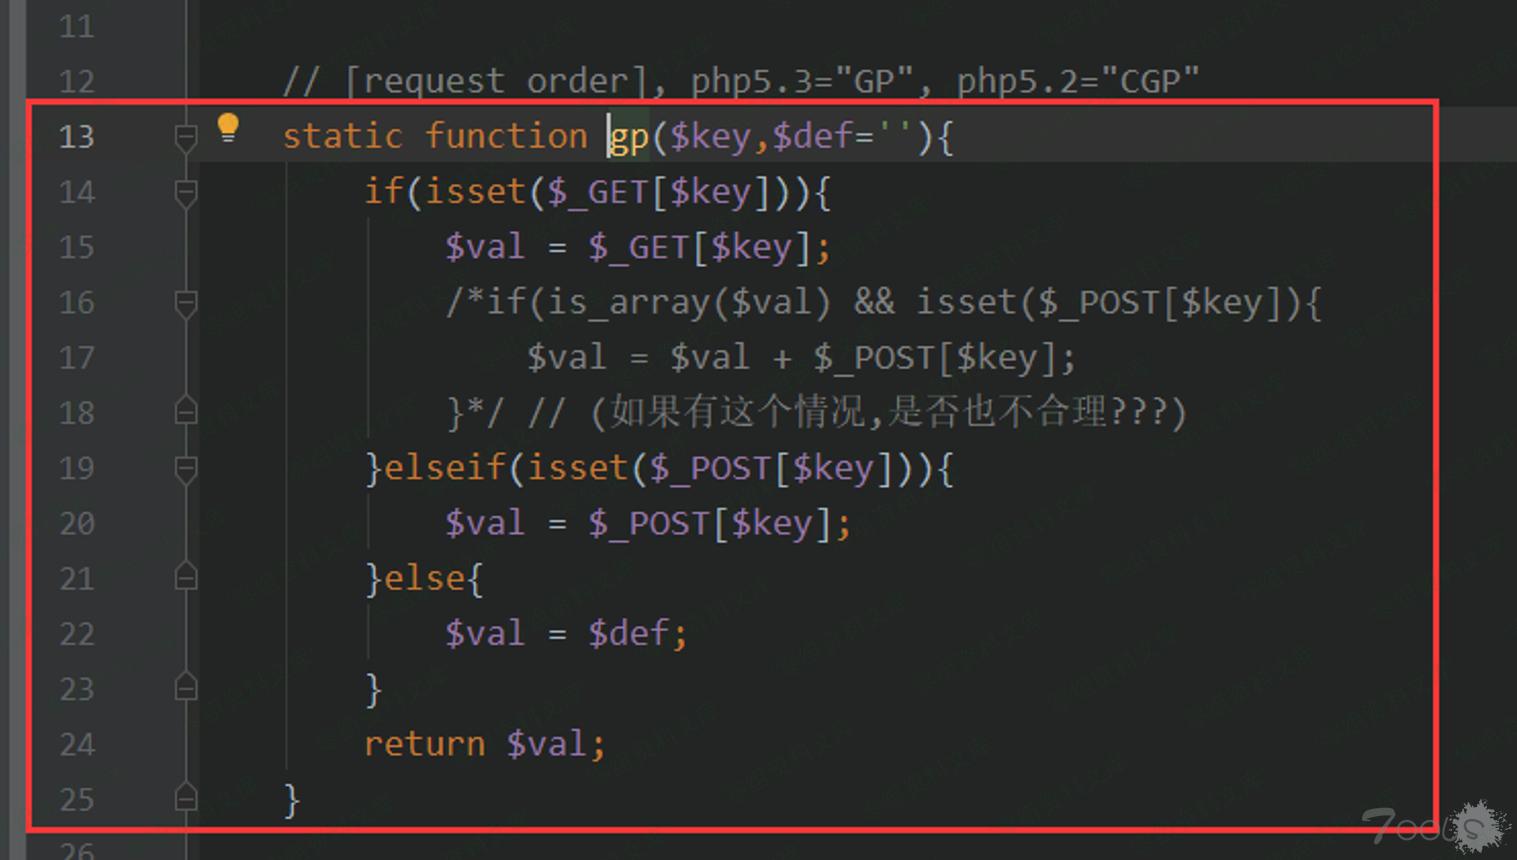 11
12 // [request order], php5.3="GP", php5.2="CGP"
13 static function gp($key,$def=''){
14 if(isset($_GET[$key])){
15 $val = $_GET[$key];
16 /*if(is_array($val) && isset($_POST[$key]){
17 $val = $val + $_POST[$key];
18 }*/ // (如果有这个情况,是否也不合理???)
19 }elseif(isset($_POST[$key])){
20 $val = $_POST[$key];
21 }else{
22 $val = $def;
23 }
24 return $val;
25 }
26
TooLS